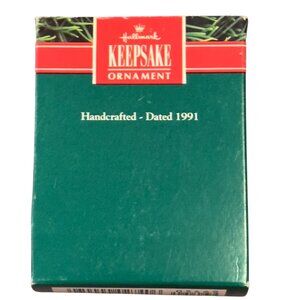 Hallmark
KEEPSAKE
ORNAMENT
Handcrafted - Dated 1991